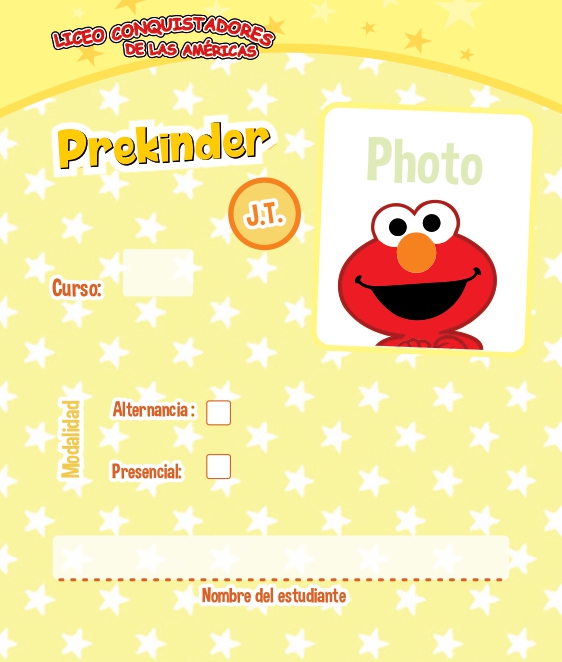 LICEO CONQUISTADORES
DE LAS AMÉRICAS
Prekinder
Photo
J.T.
Curso:
Modalidad
Alternancia:
Presencial:
Nombre del estudiante